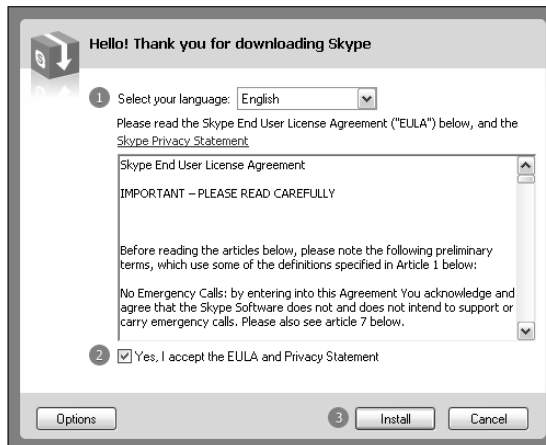 Hello! Thank you for downloading Skype
1 Select your language: English
Please read the Skype End User License Agreement ("EULA") below, and the
Skype Privacy Statement
Skype End User License Agreement
IMPORTANT – PLEASE READ CAREFULLY
Before reading the articles below, please note the following preliminary
terms, which use some of the definitions specified in Article 1 below:
No Emergency Calls: by entering into this Agreement You acknowledge and
agree that the Skype Software does not and does not intend to support or
carry emergency calls. Please also see article 7 below.
2 Yes, I accept the EULA and Privacy Statement
Options 3 Install Cancel